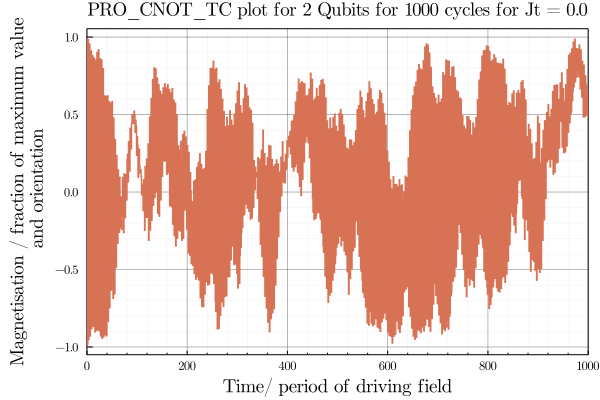 PRO_CNOT_TC plot for 2 Qubits for 1000 cycles for Jt = 0.0
Magnetisation / fraction of maximum value
and orientation
1.0
0.5
0.0
−0.5
−1.0
0
200
400
600
800
1000
Time/ period of driving field